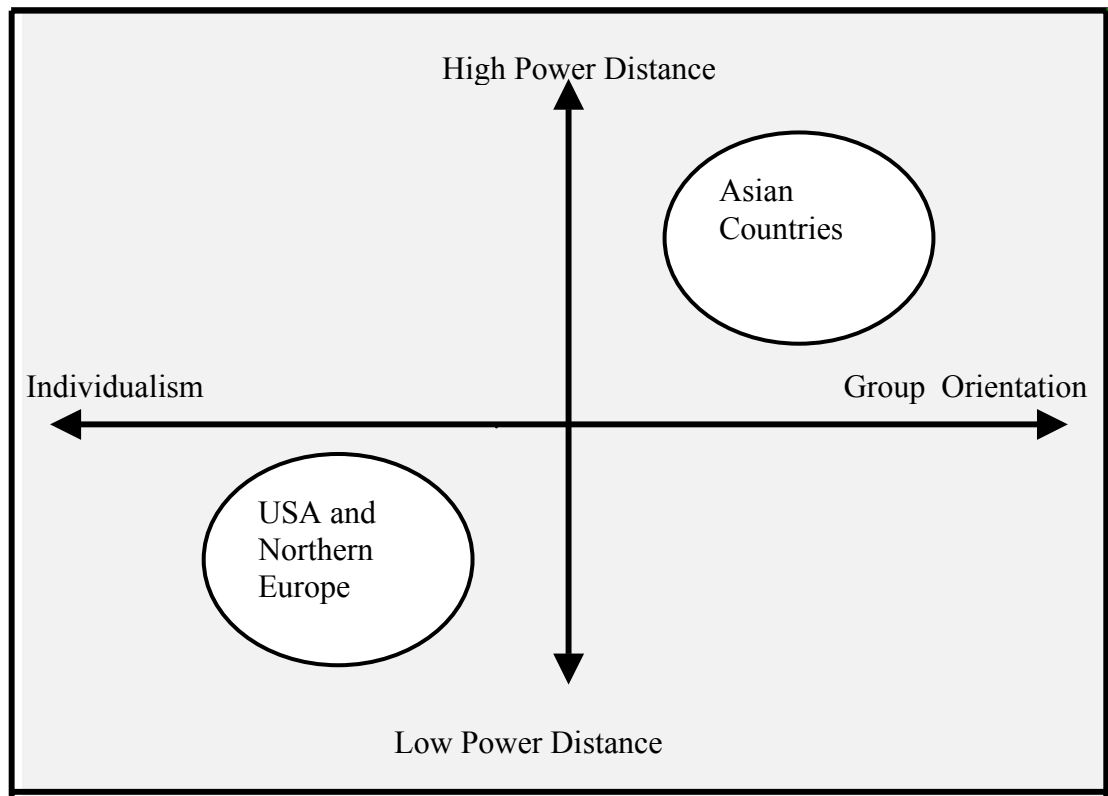 High Power Distance
Asian
Countries
Individualism
Group Orientation
USA and
Northern
Europe
Low Power Distance